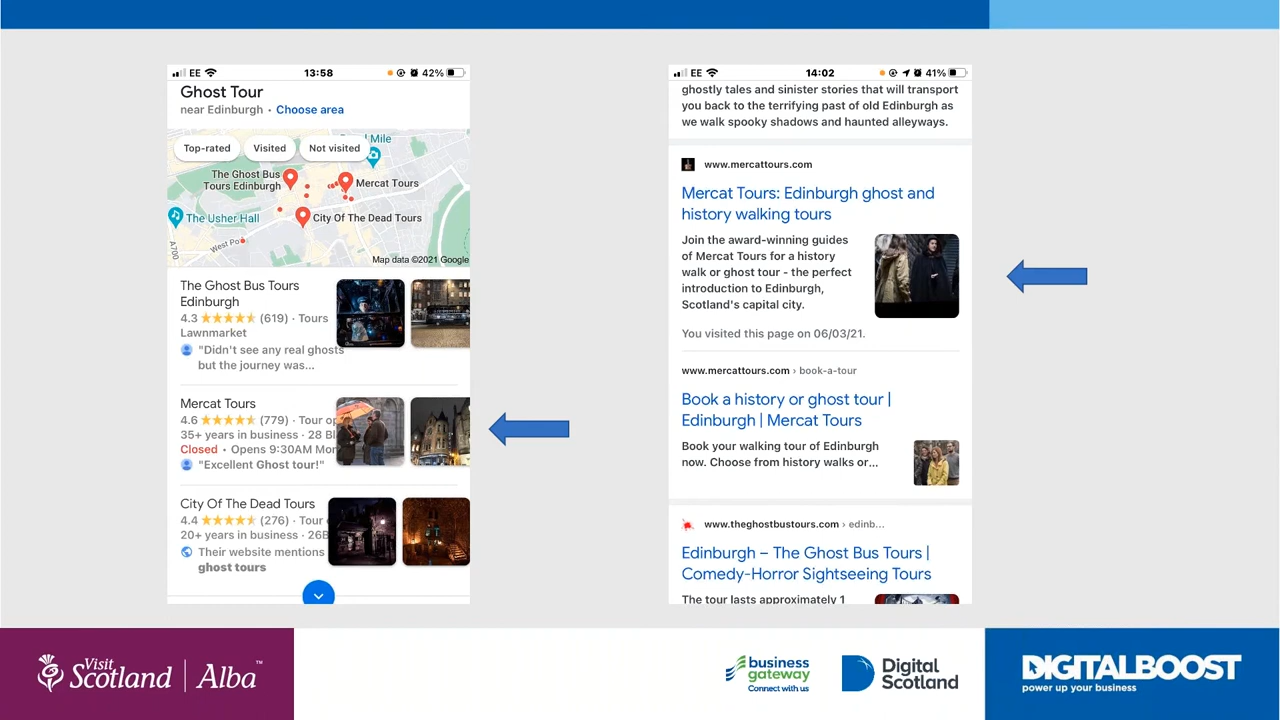 EE
13:58
42%
Ghost Tour
near Edinburgh • Choose area
Top-rated
Visited
Not visited
Mile
The Ghost Bus
Tours Edinburgh
Mercat Tours
The Usher Hall
City Of The Dead Tours
West Po
A700
Map data ©2021 Google
The Ghost Bus Tours
Edinburgh
4.3 (619) · Tours
Lawnmarket
"Didn't see any real ghosts
but the journey was...
Mercat Tours
4.6 (779) · Tour op
35+ years in business · 28 Bl
Closed • Opens 9:30AM Mon
"Excellent Ghost tour!"
City Of The Dead Tours
4.4 (276) · Tour
20+ years in business · 26B
Their website mentions
ghost tours
EE
14:02
41%
ghostly tales and sinister stories that will transport
you back to the terrifying past of old Edinburgh as
we walk spooky shadows and haunted alleyways.
www.mercattours.com
Mercat Tours: Edinburgh ghost and
history walking tours
Join the award-winning guides
of Mercat Tours for a history
walk or ghost tour - the perfect
introduction to Edinburgh,
Scotland's capital city.
You visited this page on 06/03/21.
www.mercattours.com › book-a-tour
Book a history or ghost tour |
Edinburgh | Mercat Tours
Book your walking tour of Edinburgh
now. Choose from history walks or...
www.theghostbustours.com › edinb...
Edinburgh – The Ghost Bus Tours |
Comedy-Horror Sightseeing Tours
The tour lasts approximately 1
Visit
Scotland | Alba™
business
gateway
Connect with us
Digital
Scotland
DIGITALBOOST
power up your business